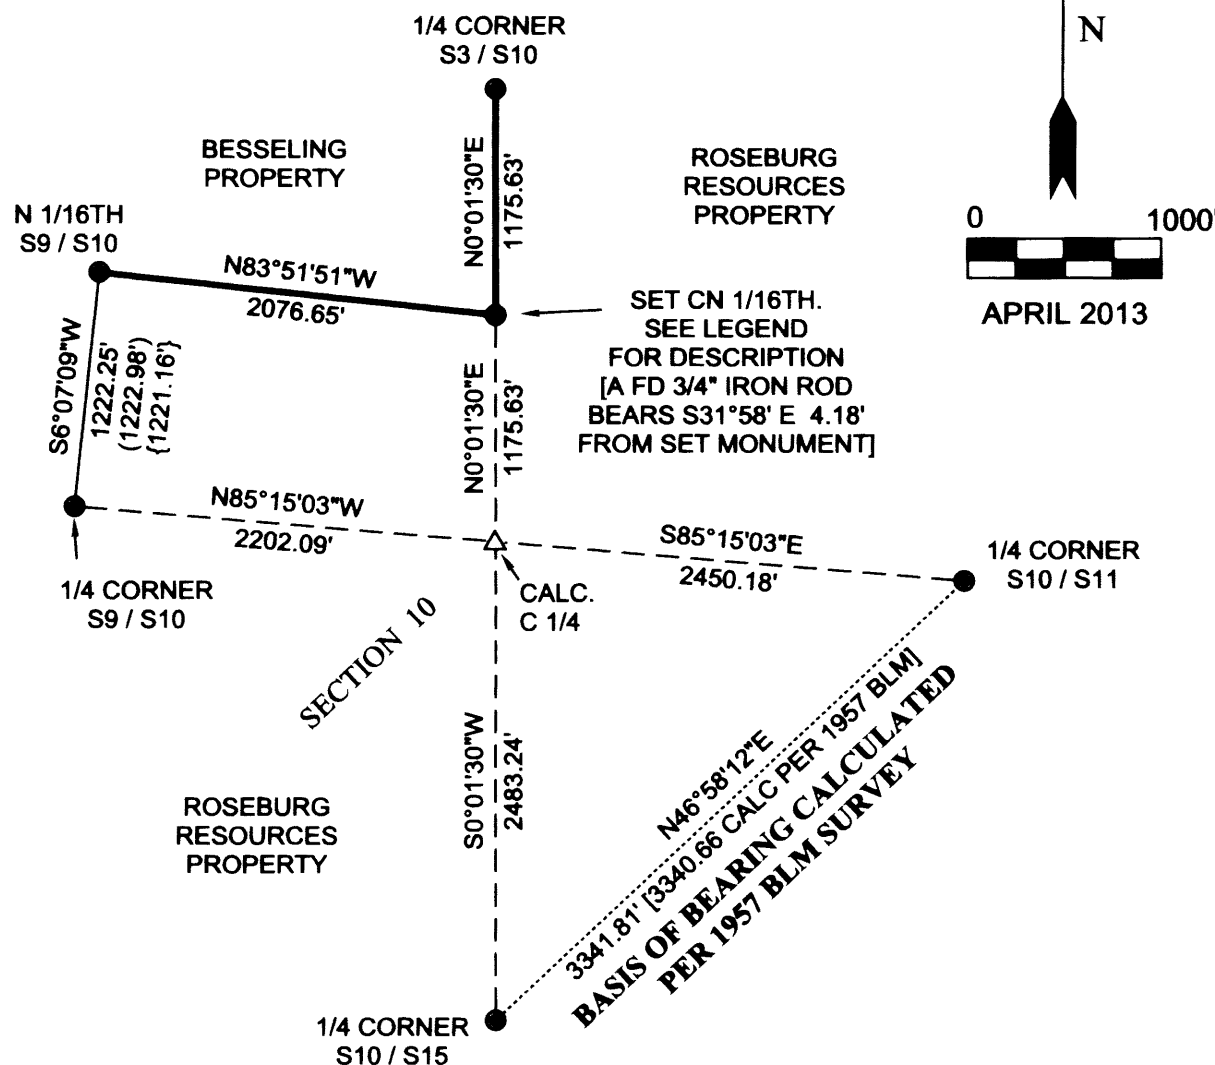 1/4 CORNER
S3 / S10
N
BESSELING
PROPERTY
N0°01'30"E
1175.63'
ROSEBURG
RESOURCES
PROPERTY
0 1000'
APRIL 2013
N 1/16TH
S9 / S10
N83°51'51"W
2076.65'
SET CN 1/16TH.
SEE LEGEND
FOR DESCRIPTION
[A FD 3/4" IRON ROD
BEARS S31°58' E 4.18'
FROM SET MONUMENT]
S6°07'09"W
1222.25'
(1222.98')
{1221.16'}
N0°01'30"E
1175.63'
N85°15'03"W
2202.09'
S85°15'03"E
2450.18'
1/4 CORNER
S10 / S11
1/4 CORNER
S9 / S10
CALC.
C 1/4
SECTION 10
S0°01'30"W
2483.24'
N46°58'12"E
3341.81' [3340.66 CALC PER 1957 BLM]
BASIS OF BEARING CALCULATED
PER 1957 BLM SURVEY
ROSEBURG
RESOURCES
PROPERTY
1/4 CORNER
S10 / S15